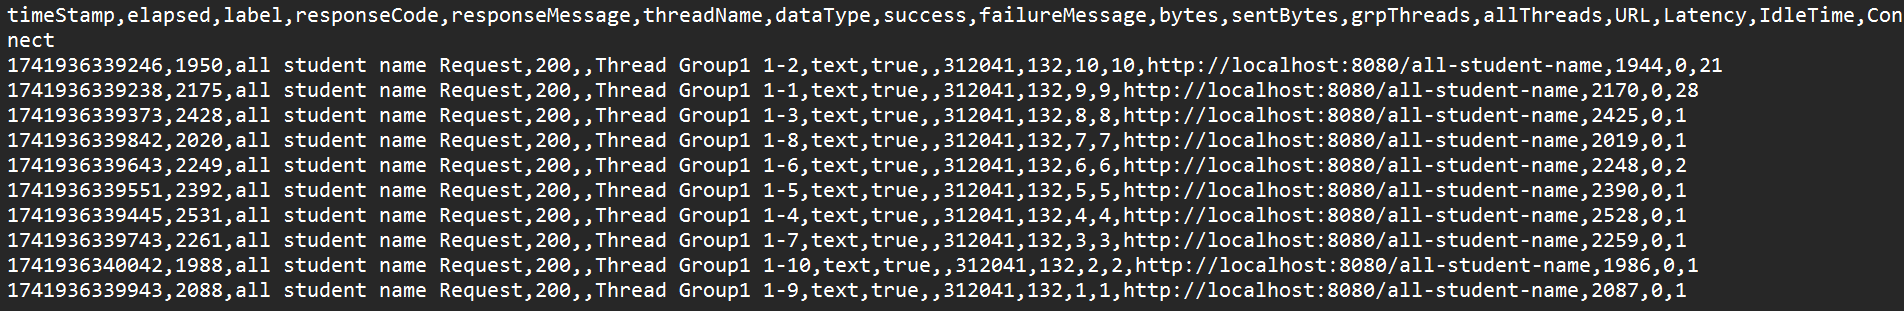 timeStamp,elapsed,label,responseCode,responseMessage,threadName,dataType,success,failureMessage,bytes,sentBytes,grpThreads,allThreads,URL,Latency,IdleTime,Con
nect
1741936339246,1950,all student name Request,200,,Thread Group1 1-2,text,true,,312041,132,10,10,http://localhost:8080/all-student-name,1944,0,21
1741936339238,2175,all student name Request,200,,Thread Group1 1-1,text,true,,312041,132,9,9,http://localhost:8080/all-student-name,2170,0,28
1741936339373,2428,all student name Request,200,,Thread Group1 1-3,text,true,,312041,132,8,8,http://localhost:8080/all-student-name,2425,0,1
1741936339842,2020,all student name Request,200,,Thread Group1 1-8,text,true,,312041,132,7,7,http://localhost:8080/all-student-name,2019,0,1
1741936339643,2249,all student name Request,200,,Thread Group1 1-6,text,true,,312041,132,6,6,http://localhost:8080/all-student-name,2248,0,2
1741936339551,2392,all student name Request,200,,Thread Group1 1-5,text,true,,312041,132,5,5,http://localhost:8080/all-student-name,2390,0,1
1741936339445,2531,all student name Request,200,,Thread Group1 1-4,text,true,,312041,132,4,4,http://localhost:8080/all-student-name,2528,0,1
1741936339743,2261,all student name Request,200,,Thread Group1 1-7,text,true,,312041,132,3,3,http://localhost:8080/all-student-name,2259,0,1
1741936340042,1988,all student name Request,200,,Thread Group1 1-10,text,true,,312041,132,2,2,http://localhost:8080/all-student-name,1986,0,1
1741936339943,2088,all student name Request,200,,Thread Group1 1-9,text,true,,312041,132,1,1,http://localhost:8080/all-student-name,2087,0,1